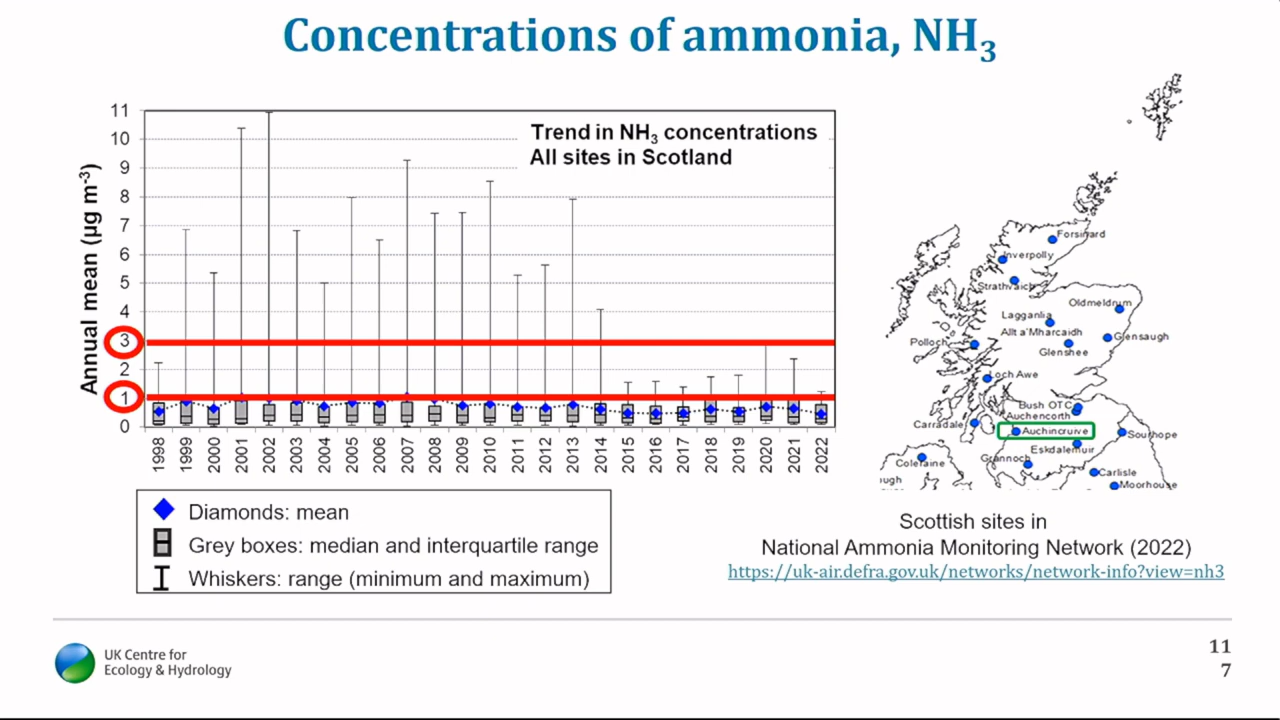 Concentrations of ammonia, NH3
Trend in NH3 concentrations
All sites in Scotland
Annual mean (µg m-3)
11
10
9
8
7
6
5
4
3
2
1
0
1998
1999
2000
2001
2002
2003
2004
2005
2006
2007
2008
2009
2010
2011
2012
2013
2014
2015
2016
2017
2018
2019
2020
2021
2022
Diamonds: mean
Grey boxes: median and interquartile range
Whiskers: range (minimum and maximum)
Forsinard
Inverpolly
Strathvaich
Oldmeldrum
Lagganlia
Allt a'Mharcaidh
Glensaugh
Polloch
Glenshee
Loch Awe
Bush OTC
Auchencorth
Carradale
Auchincruive
Sourhope
Eskdalemuir
Grannoch
Coleraine
Carlisle
ugh
Moorhouse
Scottish sites in
National Ammonia Monitoring Network (2022)
https://uk-air.defra.gov.uk/networks/network-info?view=nh3
UK Centre for
Ecology & Hydrology
11
7